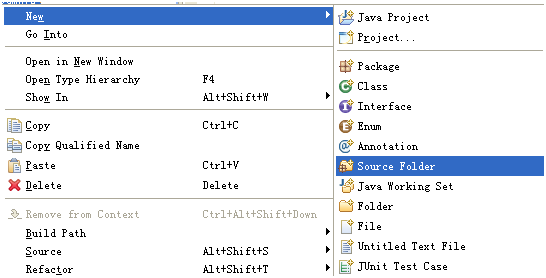 New
Go Into
Open in New Window
Open Type Hierarchy F4
Show In Alt+Shift+W
Copy Ctrl+C
Copy Qualified Name
Paste Ctrl+V
Delete Delete
Remove from Context Ctrl+Alt+Shift+Down
Build Path
Source Alt+Shift+S
Refactor Alt+Shift+T
Java Project
Project...
Package
Class
Interface
Enum
Annotation
Source Folder
Java Working Set
Folder
File
Untitled Text File
JUnit Test Case